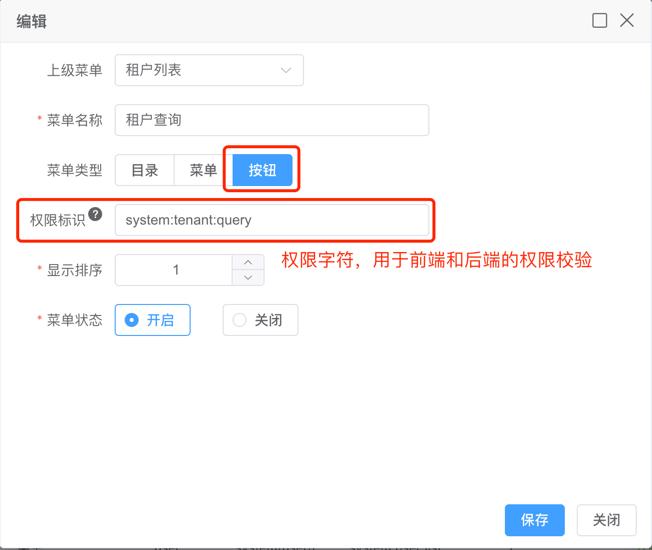 编辑
上级菜单 租户列表
* 菜单名称 租户查询
菜单类型 目录 菜单 按钮
权限标识 ? system:tenant:query
* 显示排序 1
权限字符，用于前端和后端的权限校验
* 菜单状态 开启 关闭
保存 关闭